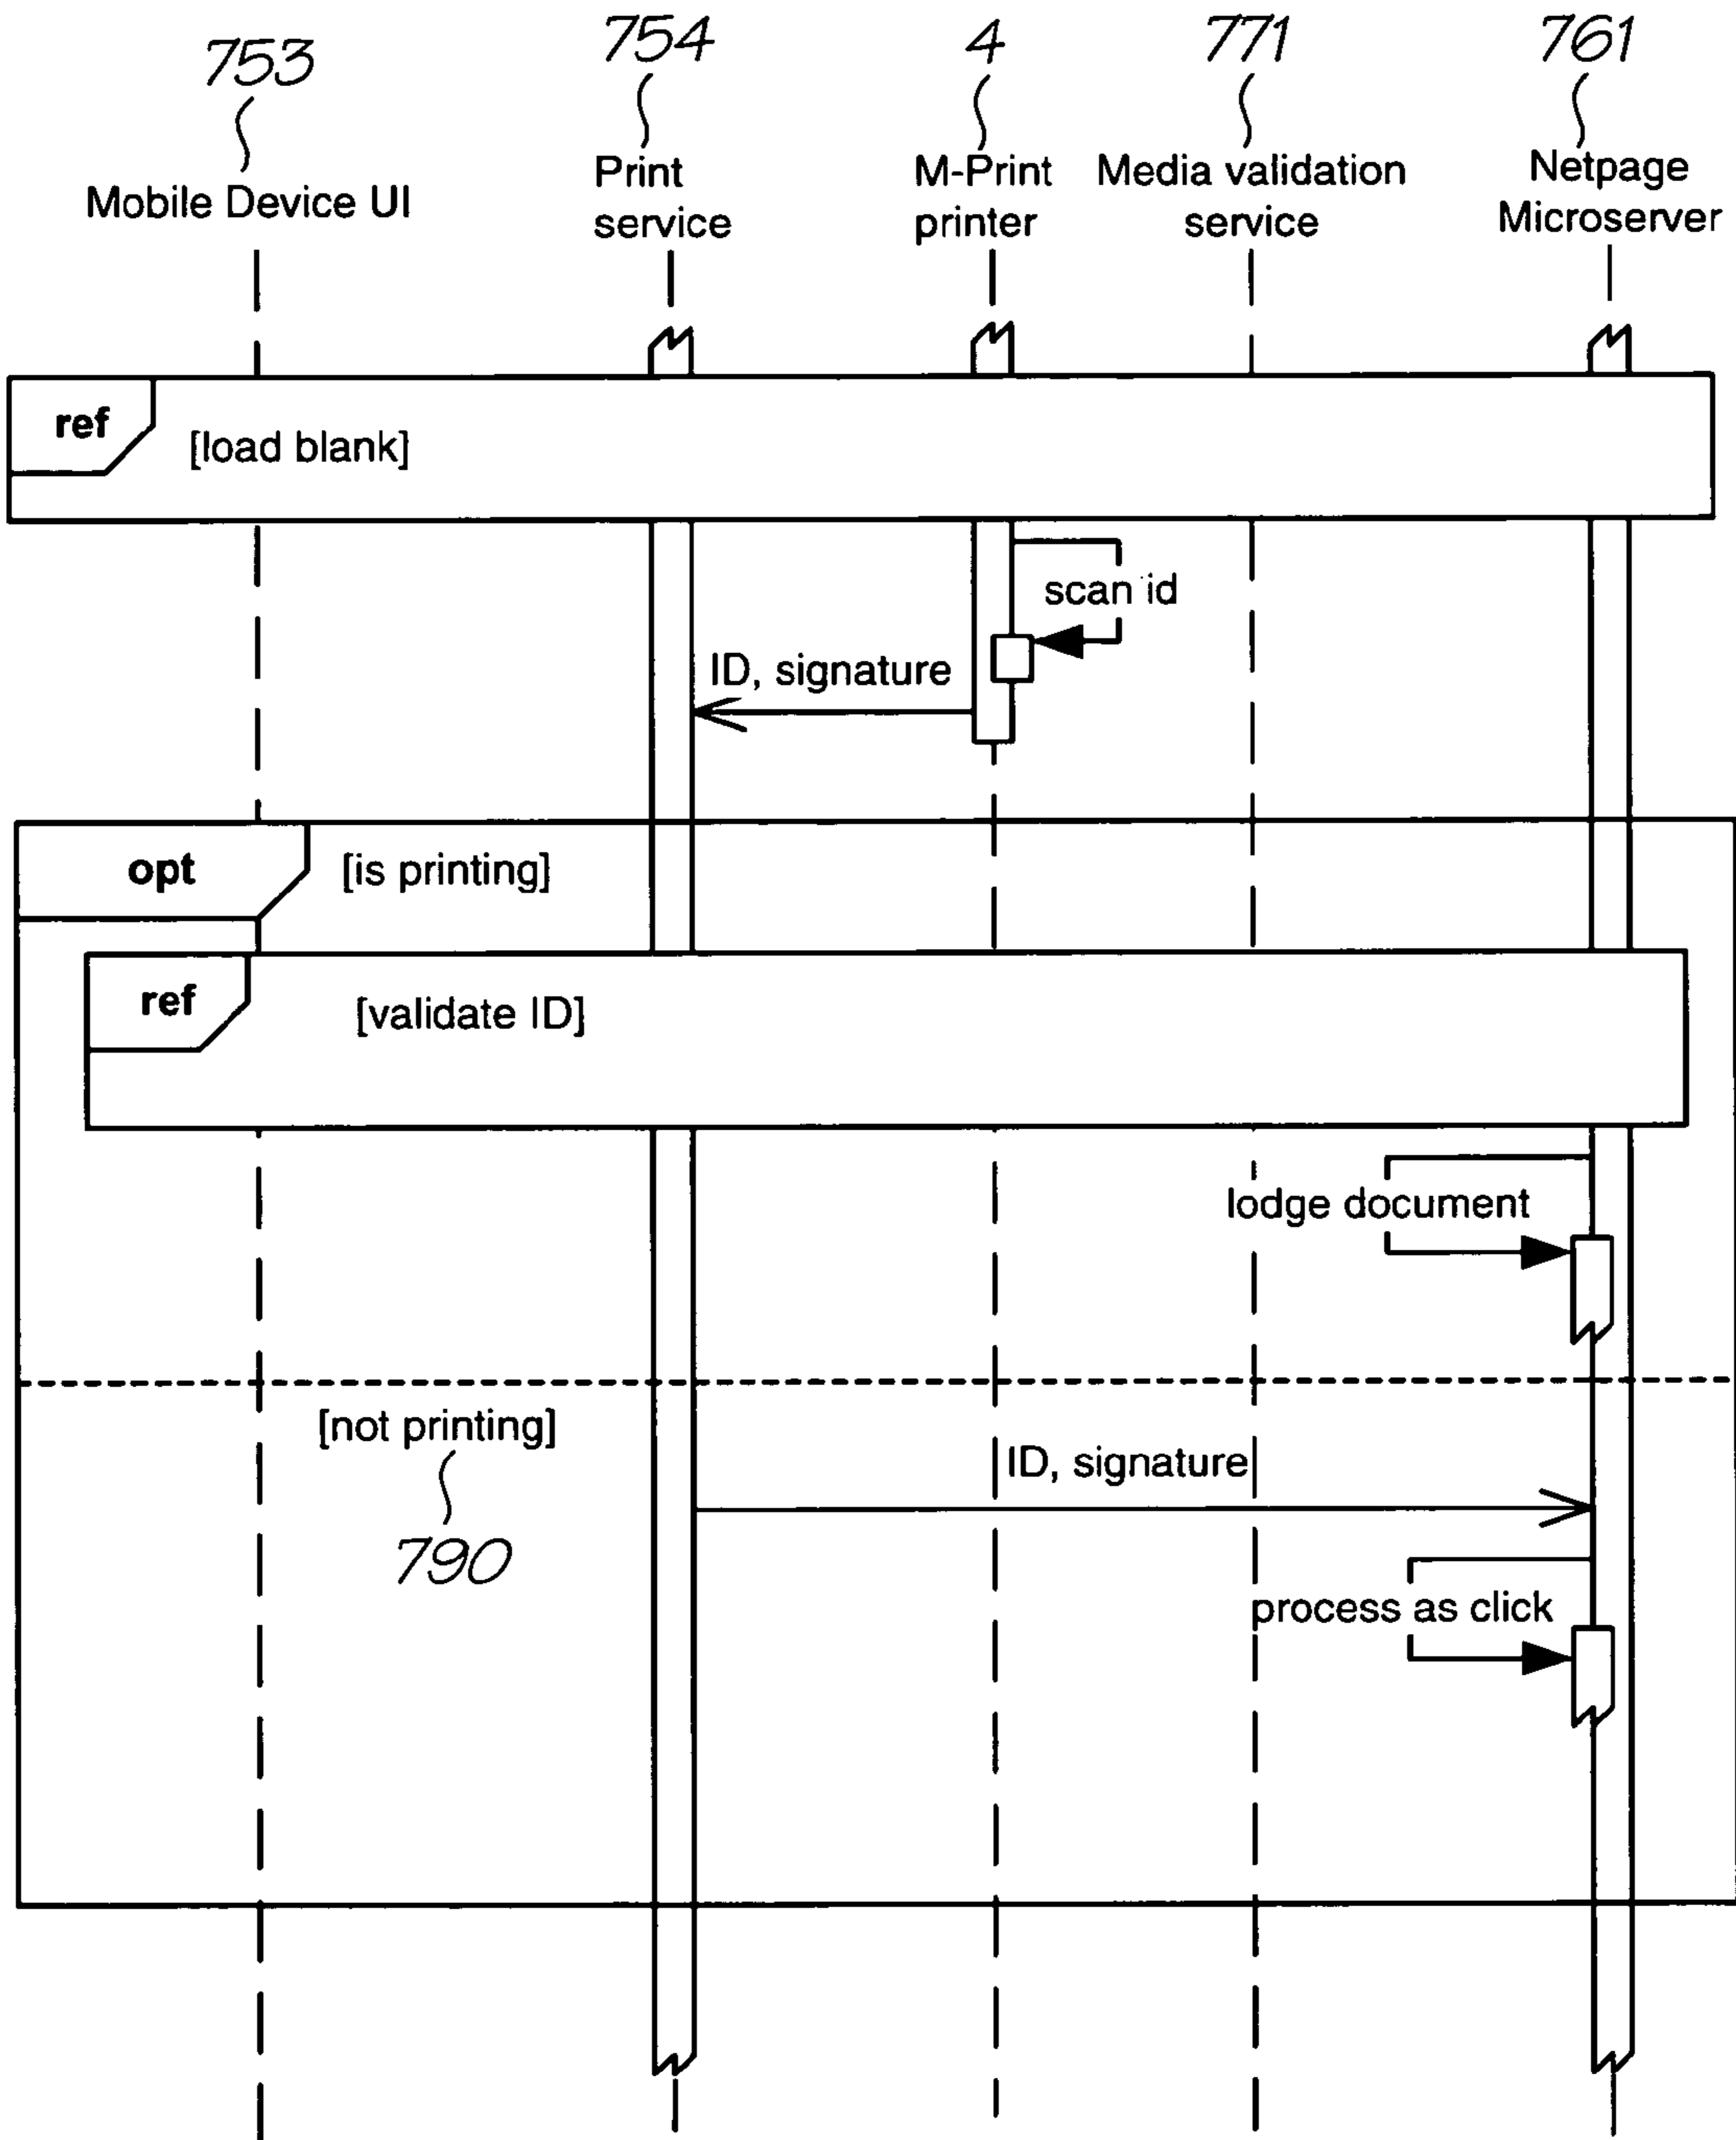 753
754
4
771
761
Mobile Device UI
Print
service
M-Print
printer
Media validation
service
Netpage
Microserver
ref
[load blank]
scan id
ID, signature
opt
[is printing]
ref
[validate ID]
lodge document
[not printing]
790
ID, signature
process as click